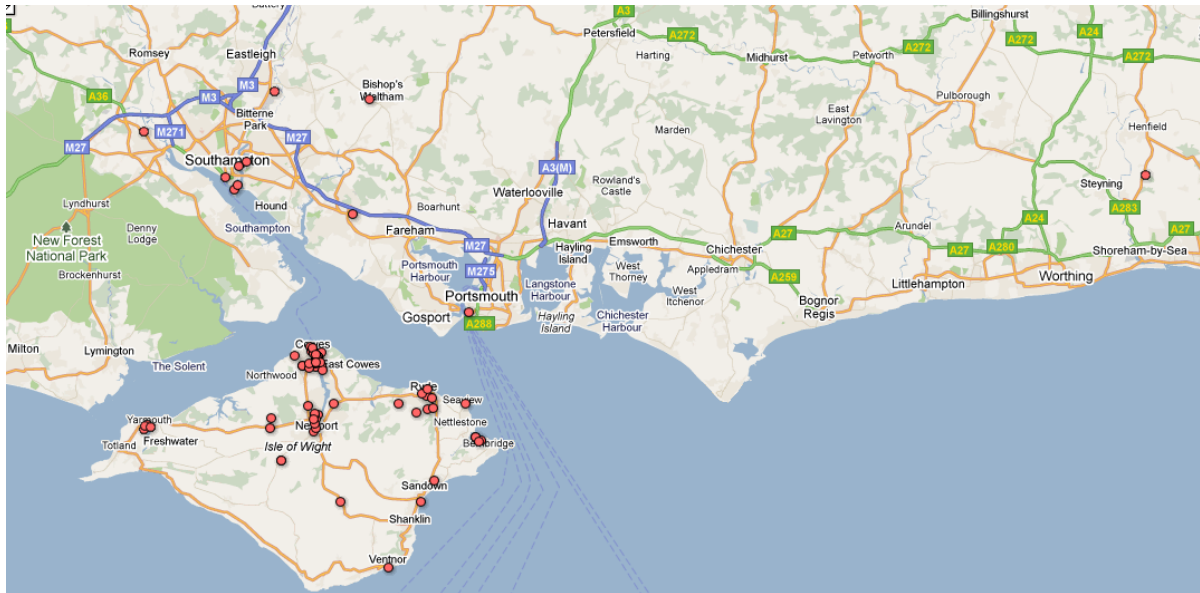 Billingshurst
A3
A24
Petersfield
A272
A272
A272
A272
Romsey
Eastleigh
Harting
Midhurst
Petworth
M3
M3
A36
Bishop's
Waltham
Pulborough
Bitterne
Park
East
Lavington
M27
M271
M27
Marden
Henfield
Southampton
A3(M)
Rowland's
Castle
Steyning
Waterlooville
Lyndhurst
Hound
Boarhunt
A283
A24
Denny
Lodge
Southampton
Fareham
Havant
Arundel
A27
A27
New Forest
National Park
M27
Hayling
Island
Emsworth
Chichester
A27
A280
Shoreham-by-Sea
Brockenhurst
Portsmouth
Harbour
M275
West
Thorney
Appledram
A259
Worthing
Langstone
Harbour
Littlehampton
Portsmouth
West
Itchenor
Bognor
Regis
Gosport
A288
Hayling
Island
Chichester
Harbour
Milton
Lymington
Cowes
The Solent
East Cowes
Northwood
Ryde
Seaview
Yarmouth
Newport
Nettlestone
Totland
Freshwater
Isle of Wight
Bembridge
Sandown
Shanklin
Ventnor